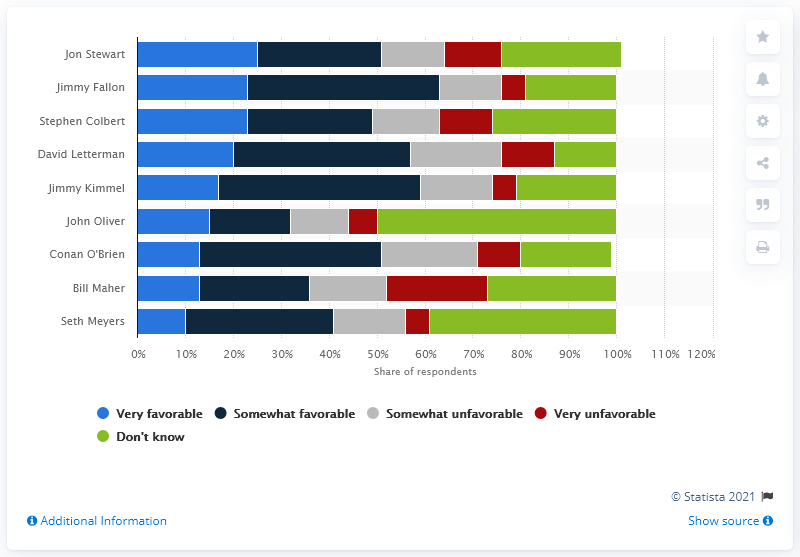 Jon Stewart
Jimmy Fallon
Stephen Colbert
David Letterman
Jimmy Kimmel
John Oliver
Conan O'Brien
Bill Maher
Seth Meyers
0% 10% 20% 30% 40% 50% 60% 70% 80% 90% 100% 110% 120%
Share of respondents
Very favorable Somewhat favorable Somewhat unfavorable Very unfavorable
Don't know
© Statista 2021
Additional Information Show source